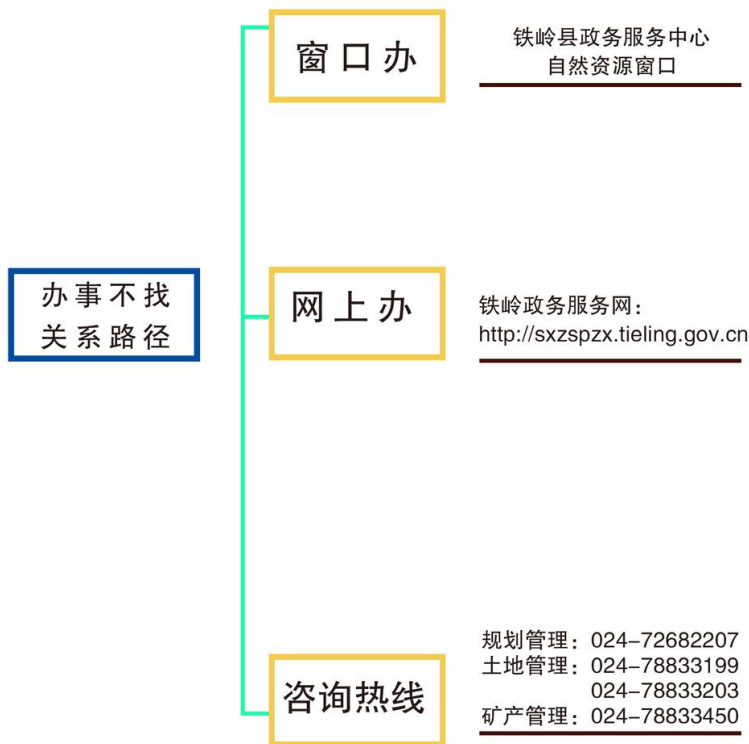 办事不找
关系路径
窗口办
铁岭县政务服务中心
自然资源窗口
网上办
铁岭政务服务网：
http://sxzspzx.tieling.gov.cn
咨询热线
规划管理：024-72682207
土地管理：024-78833199
024-78833203
矿产管理：024-78833450